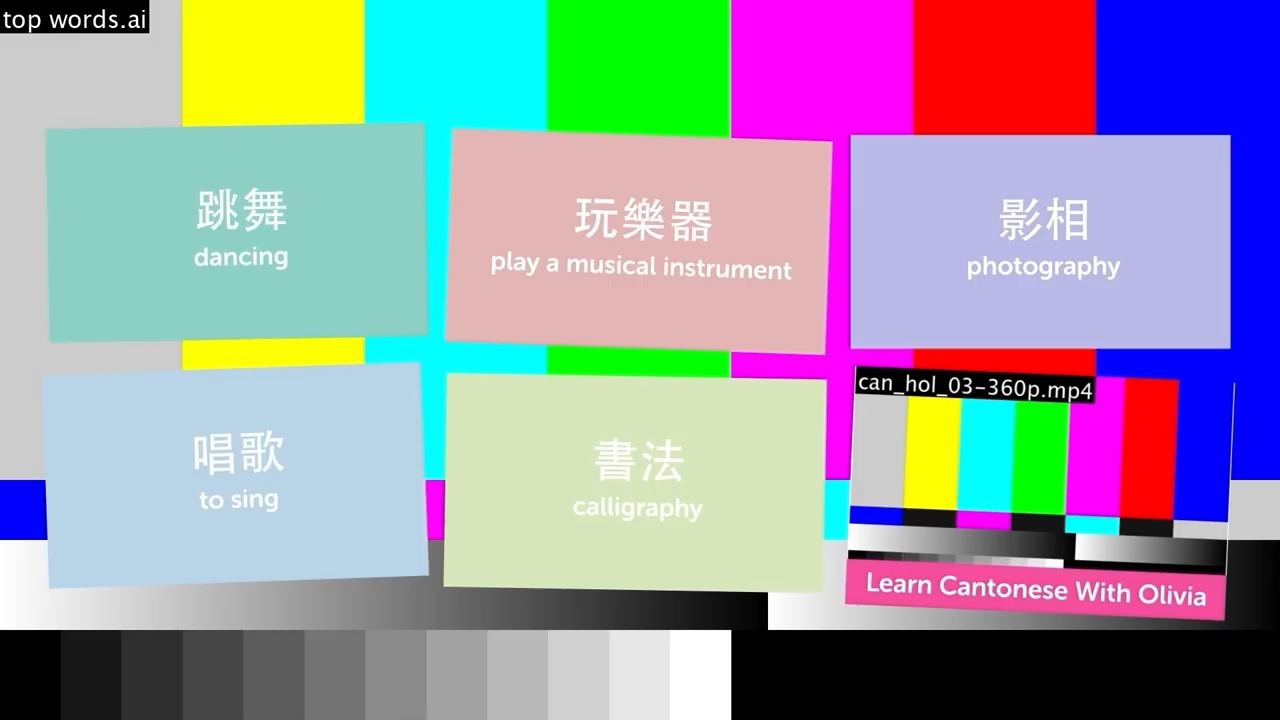 top words.ai
跳舞
dancing
玩樂器
play a musical instrument
影相
photography
唱歌
to sing
書法
calligraphy
can_hol_03-360p.mp4
Learn Cantonese With Olivia